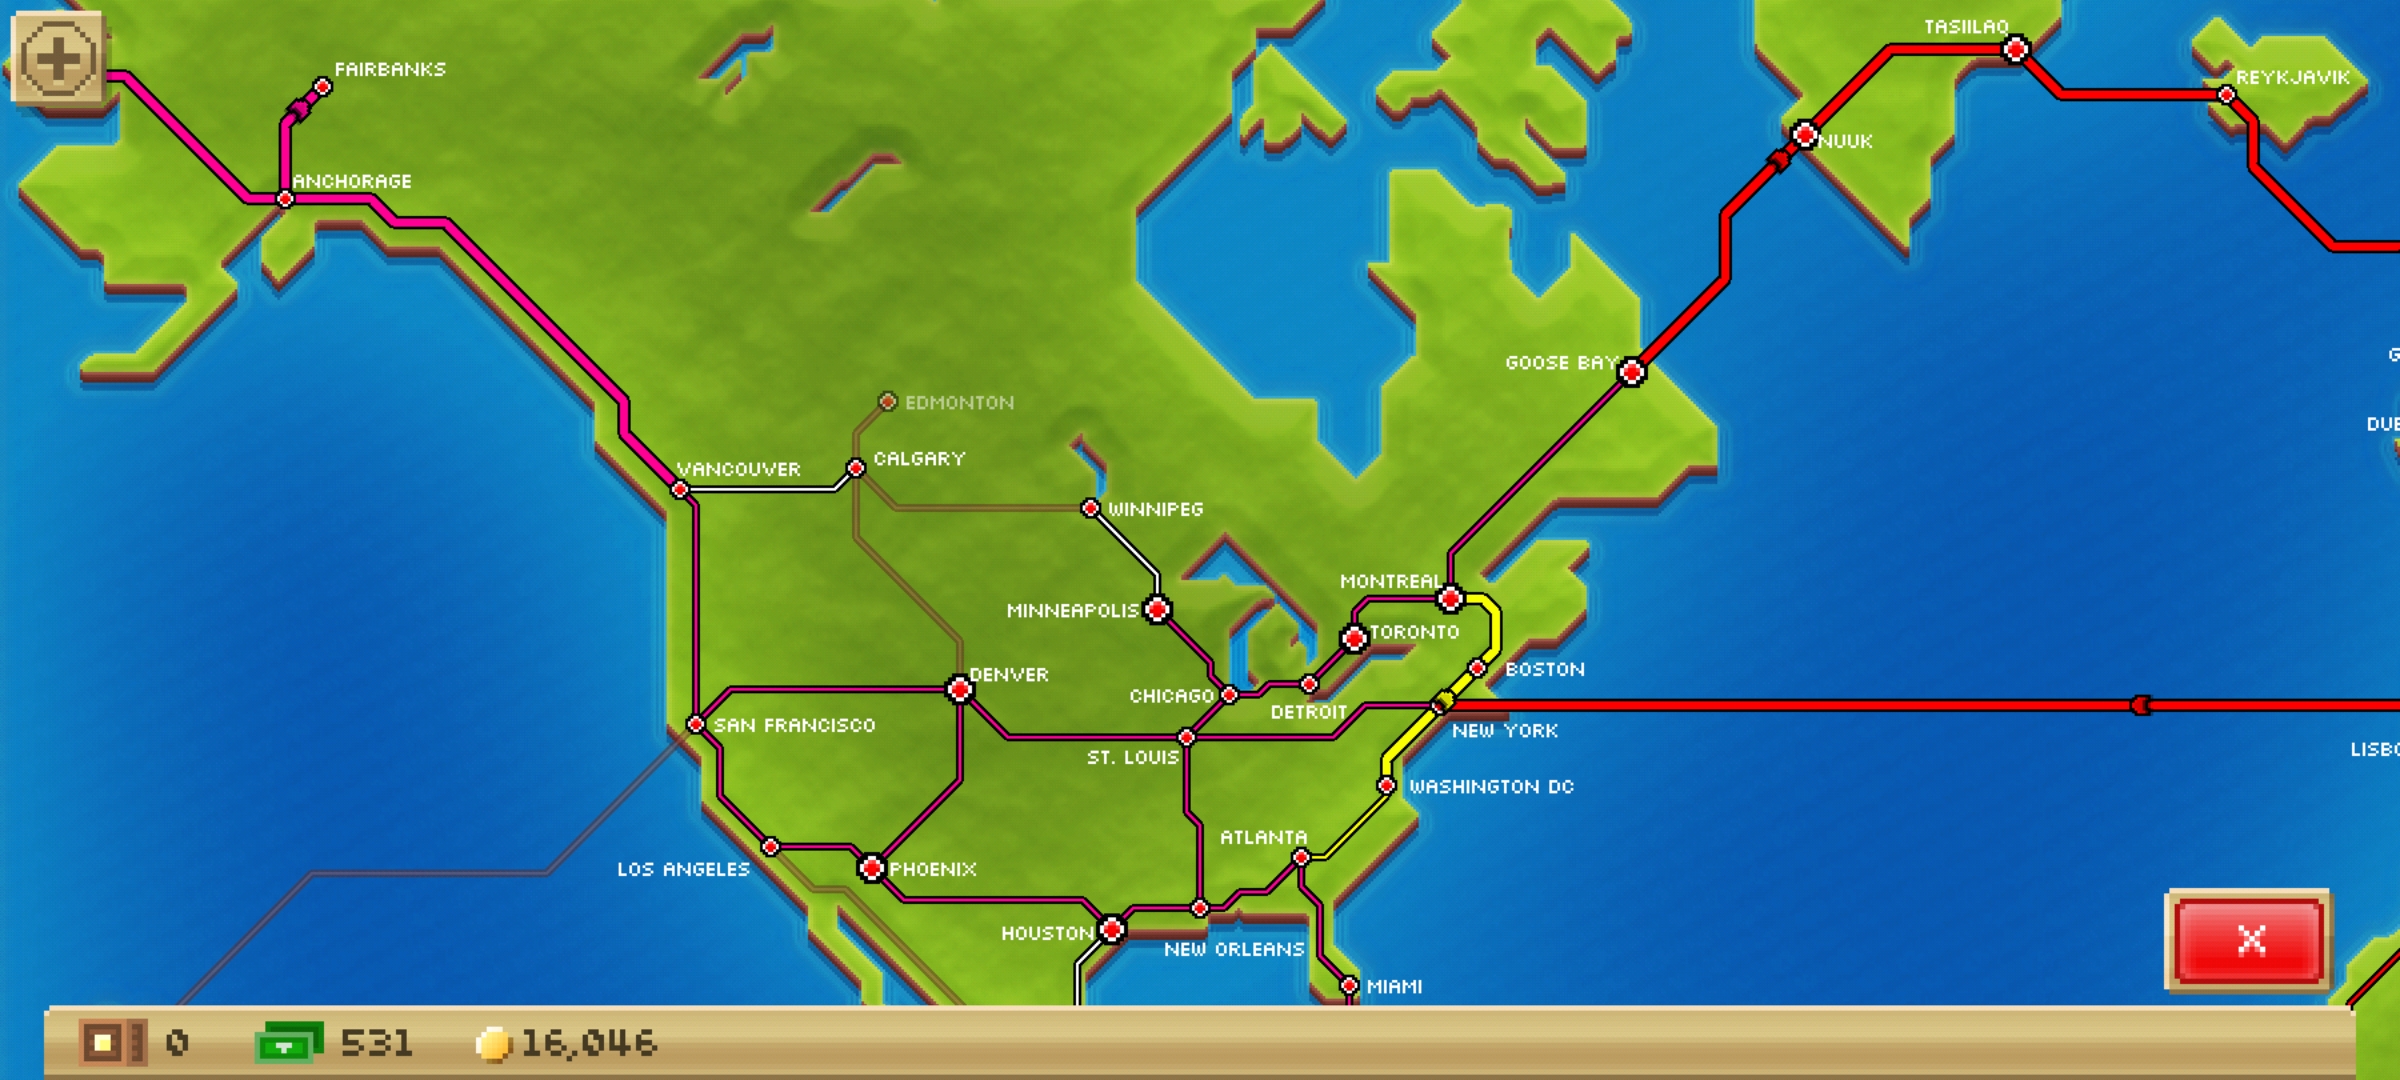 TASIILAQ
FAIRBANKS
REYKJAVIK
NUUK
ANCHORAGE
GOOSE BAY
EDMONTON
CALGARY
VANCOUVER
WINNIPEG
MONTREAL
MINNEAPOLIS
TORONTO
BOSTON
DENVER
CHICAGO
DETROIT
SAN FRANCISCO
NEW YORK
ST. LOUIS
WASHINGTON DC
ATLANTA
LOS ANGELES
PHOENIX
HOUSTON
NEW ORLEANS
MIAMI
0 531 16,046